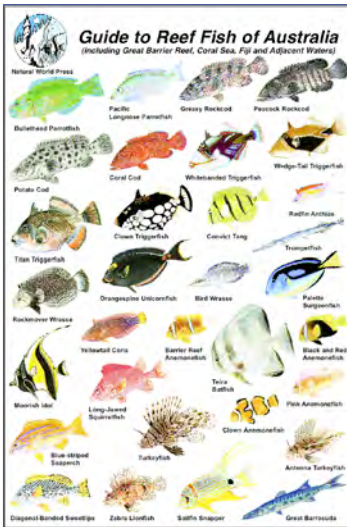 Guide to Reef Fish of Australia
(Including Great Barrier Reef, Coral Sea, Fiji and Adjacent Waters)
Natural World Press
Bullethead Parrotfish
Pacific
Longnose Parrotfish
Greasy Rockcod
Peacock Rockcod
Potato Cod
Coral Cod
Whitebanded Triggerfish
Wedge-Tail Triggerfish
Redfin Anthias
Titan Triggerfish
Clown Triggerfish
Convict Tang
Trumpetfish
Rockmover Wrasse
Orangespine Unicornfish
Bird Wrasse
Palette
Surgeonfish
Moorish Idol
Yellowtail Coris
Barrier Reef
Anemonefish
Teira
Batfish
Black and Red
Anemonefish
Long-Jawed
Squirrelfish
Clown Anemonefish
Pink Anemonefish
Blue-striped
Seaperch
Turkeyfish
Antenna Turkeyfish
Diagonal-Banded Sweetlips
Zebra Lionfish
Sailfin Snapper
Great Barracuda